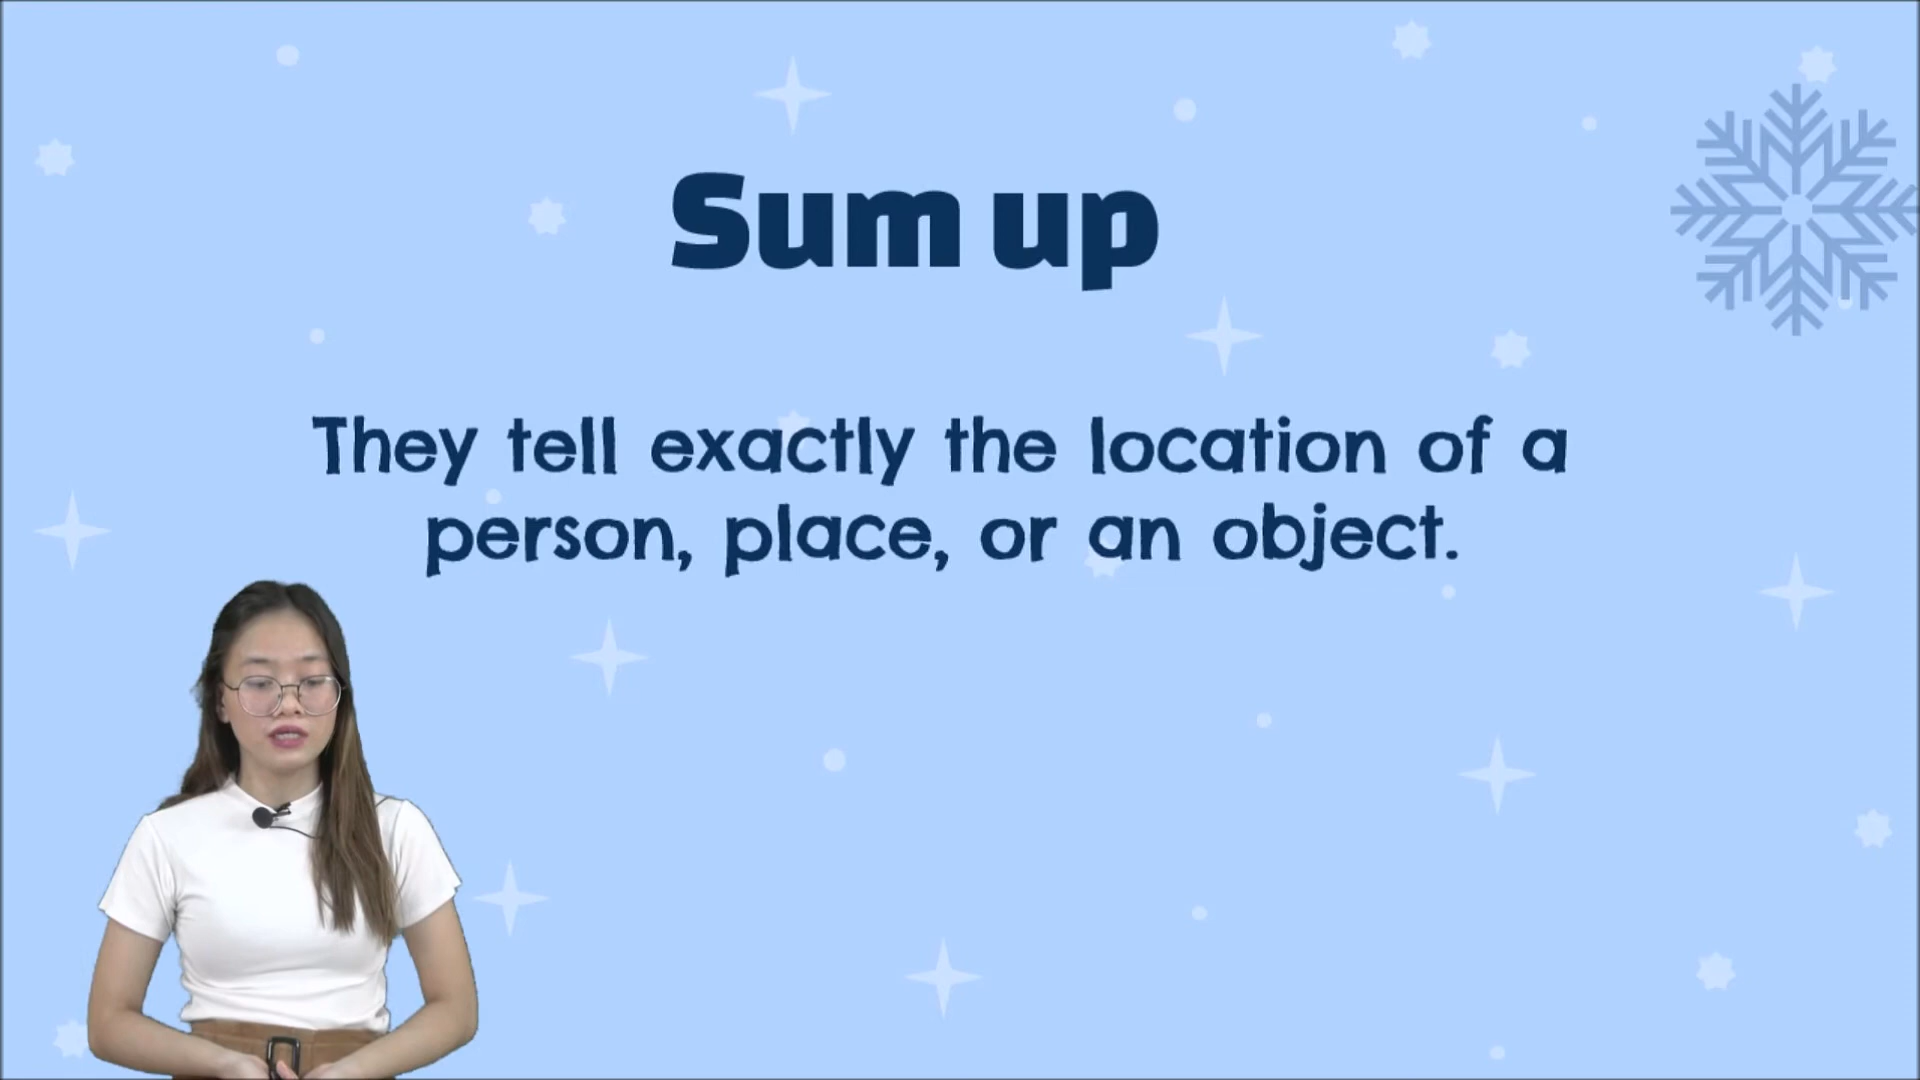 Sum up
They tell exactly the location of a
person, place, or an object.